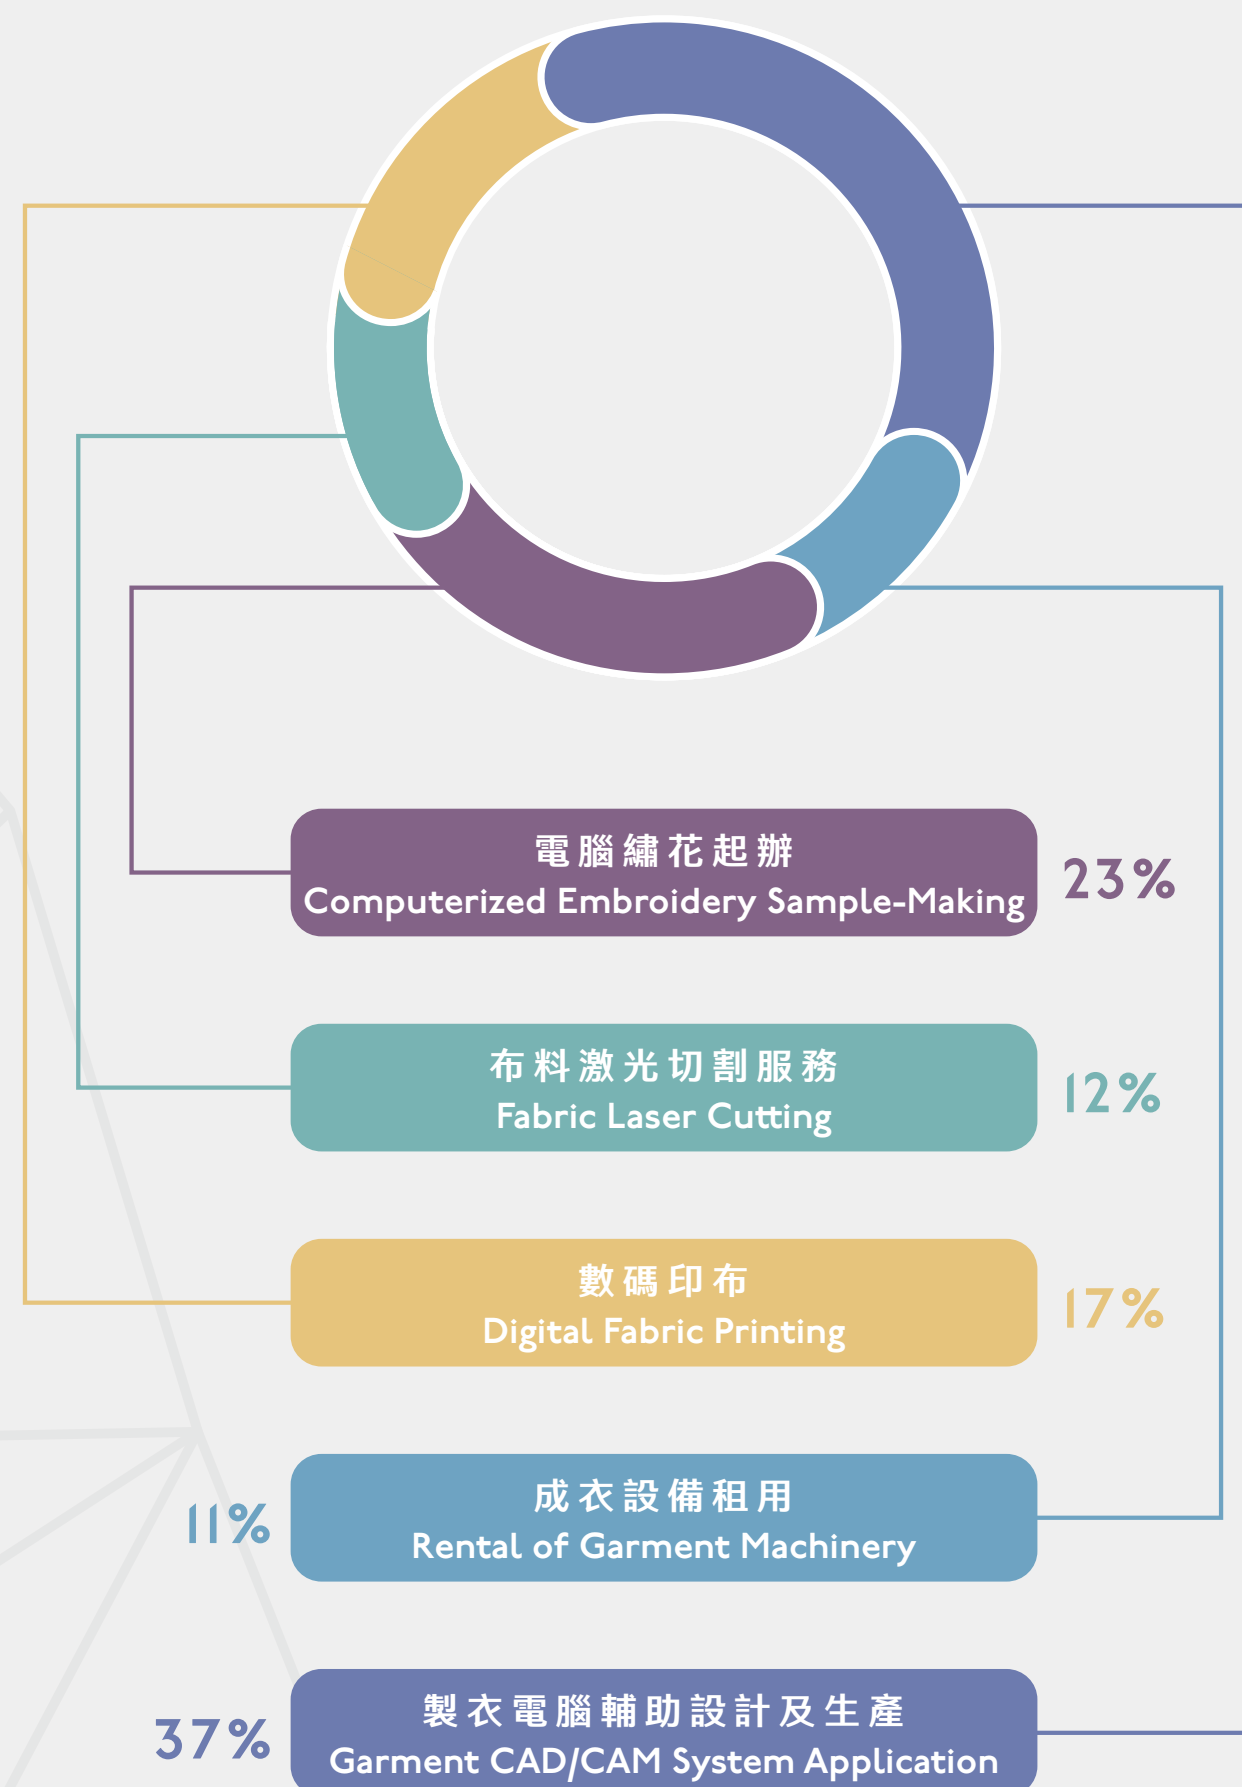 電腦繡花起辦
Computerized Embroidery Sample-Making
23%
布料激光切割服務
Fabric Laser Cutting
12%
數碼印布
Digital Fabric Printing
17%
成衣設備租用
Rental of Garment Machinery
11%
製衣電腦輔助設計及生產
Garment CAD/CAM System Application
37%